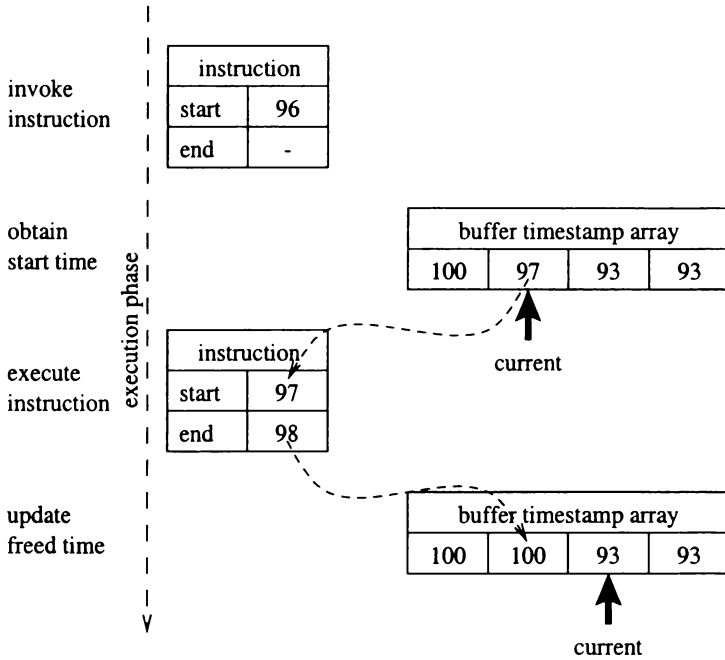 instruction
invoke
instruction
start 96
end -
obtain
start time
buffer timestamp array
100 97 93 93
execution phase
current
instruction
execute
instruction
start 97
end 98
update
freed time
buffer timestamp array
100 100 93 93
current